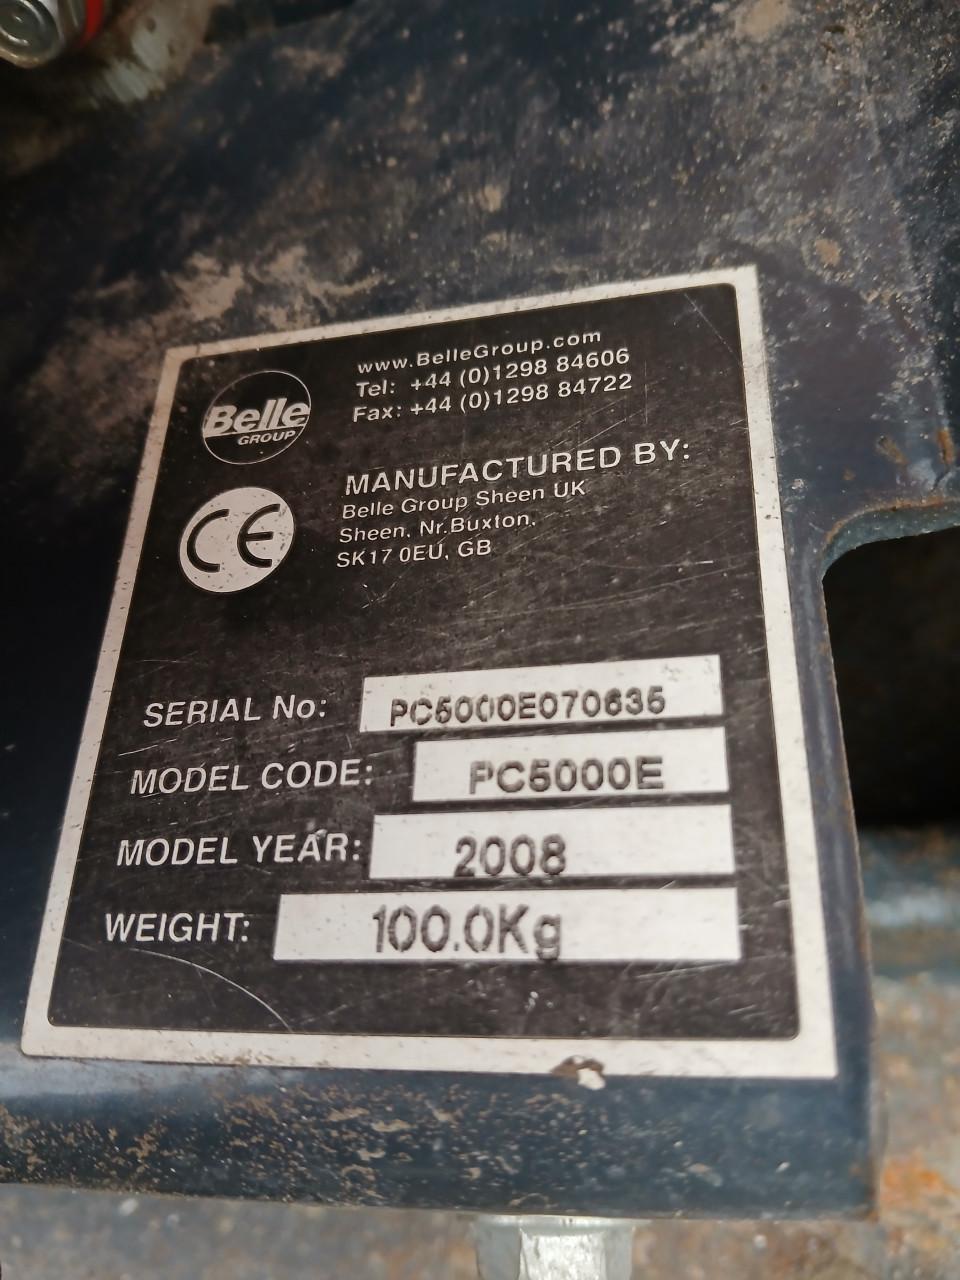 Belle
GROUP
www.BelleGroup.com
Tel: +44 (0)1298 84606
Fax: +44 (0)1298 84722
CE
MANUFACTURED BY:
Belle Group Sheen UK
Sheen, Nr.Buxton,
SK17 0EU, GB
SERIAL No: PC5000E070635
MODEL CODE: PC5000E
MODEL YEAR: 2008
WEIGHT: 100.0Kg